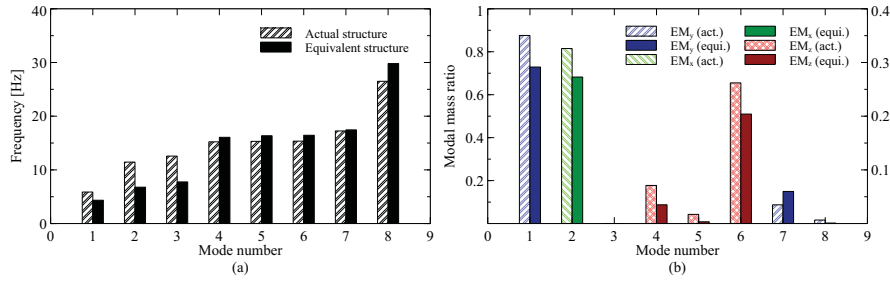 40
30
20
10
0
Frequency [Hz]
Actual structure
Equivalent structure
0 1 2 3 4 5 6 7 8 9
Mode number
(a)
1
0.8
0.6
0.4
0.2
Modal mass ratio
EMy (act.)
EMy (equi.)
EMx (act.)
EMx (equi.)
EMz (act.)
EMz (equi.)
0.4
0.3
0.2
0.1
0 1 2 3 4 5 6 7 8 9
Mode number
(b)